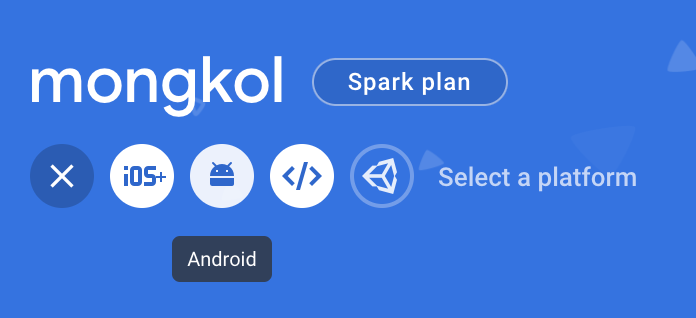 mongkol Spark plan
iOS+ </> Select a platform
Android